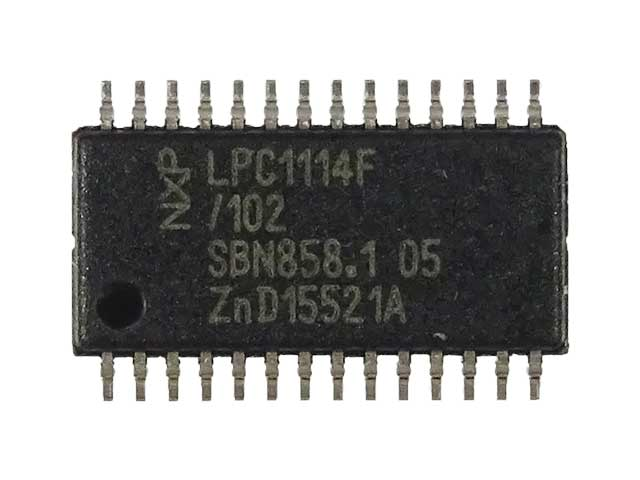 NXP
LPC1114F
/102
SBN858.1 05
ZnD15521A